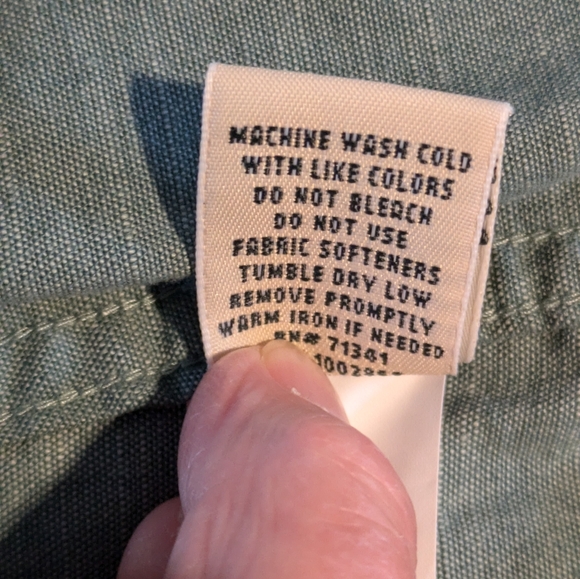 MACHINE WASH COLD
WITH LIKE COLORS
DO NOT BLEACH
DO NOT USE
FABRIC SOFTENERS
TUMBLE DRY LOW
REMOVE PROMPTLY
WARM IRON IF NEEDED
RN# 71341